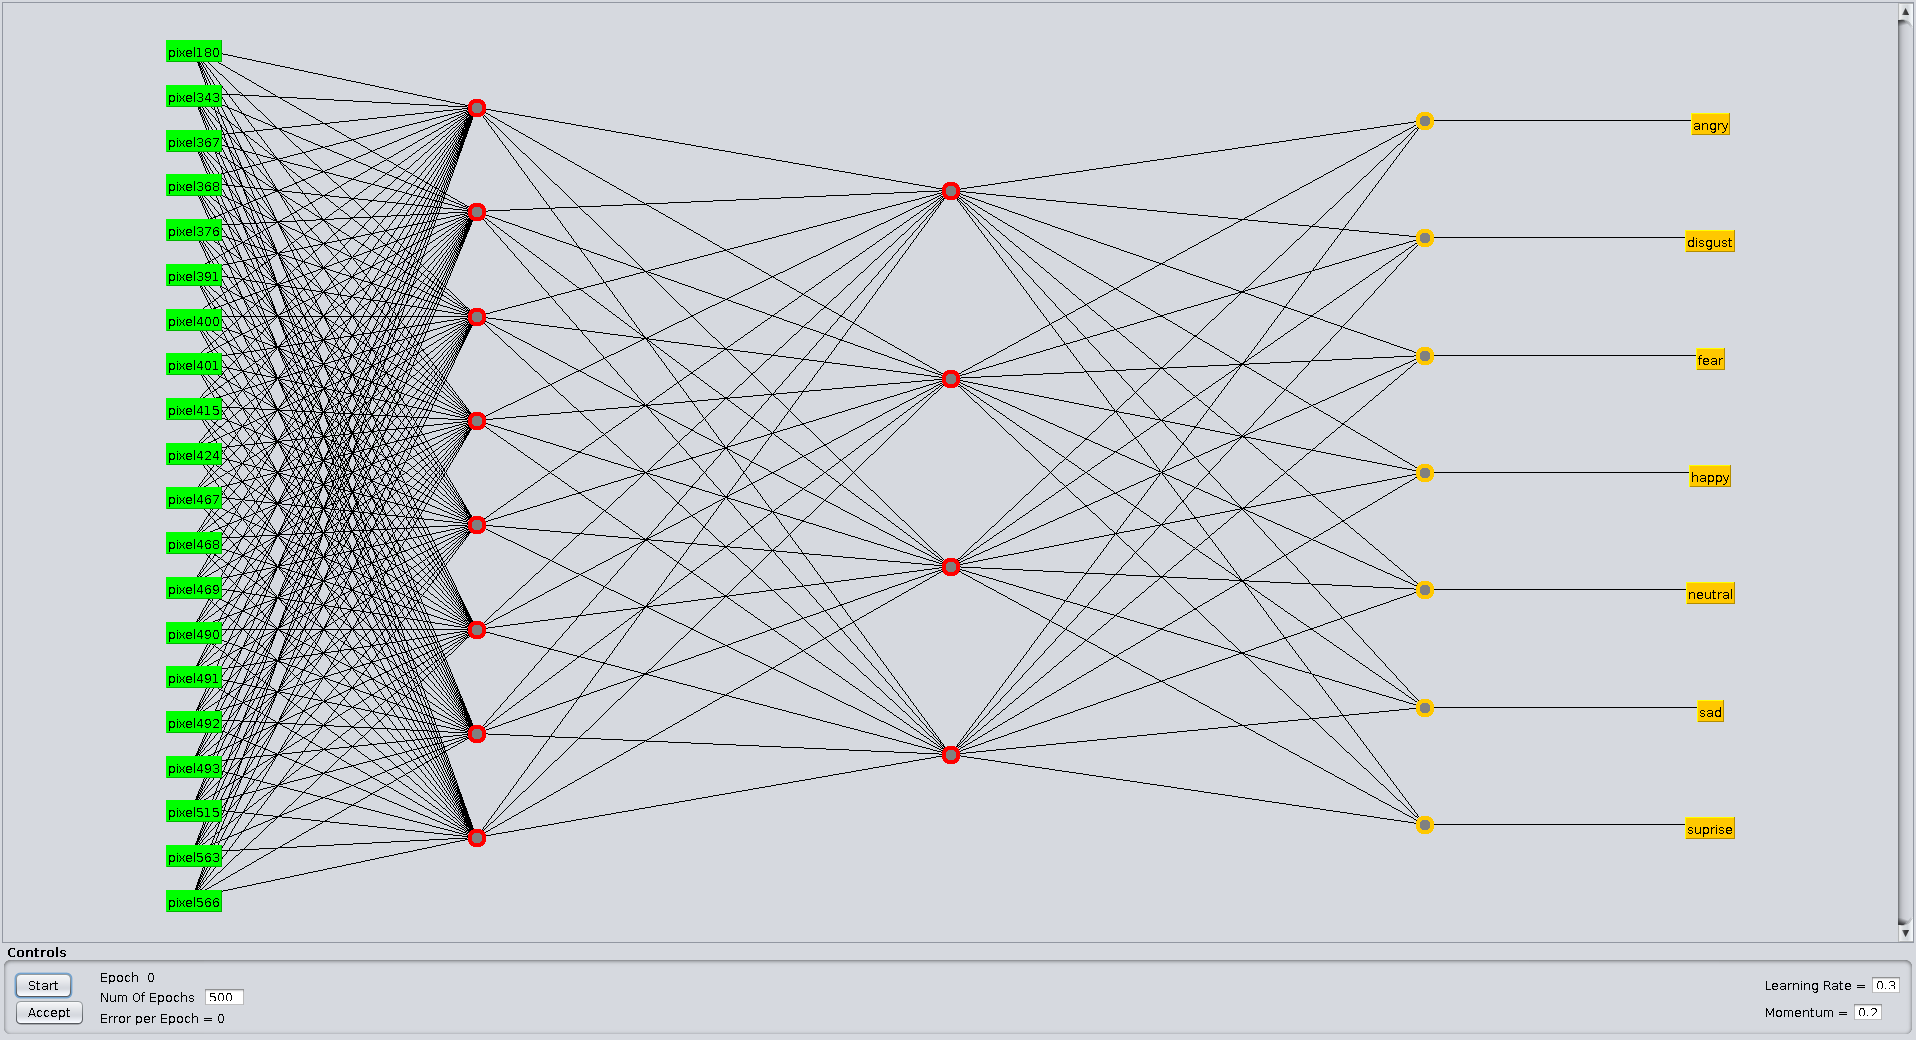 pixel180
pixel343
pixel367
pixel368
pixel376
pixel391
pixel400
pixel401
pixel415
pixel424
pixel467
pixel468
pixel469
pixel490
pixel491
pixel492
pixel493
pixel515
pixel563
pixel566
angry
disgust
fear
happy
neutral
sad
suprise
Controls
Start
Accept
Epoch 0
Num Of Epochs 500
Error per Epoch = 0
Learning Rate = 0.3
Momentum = 0.2